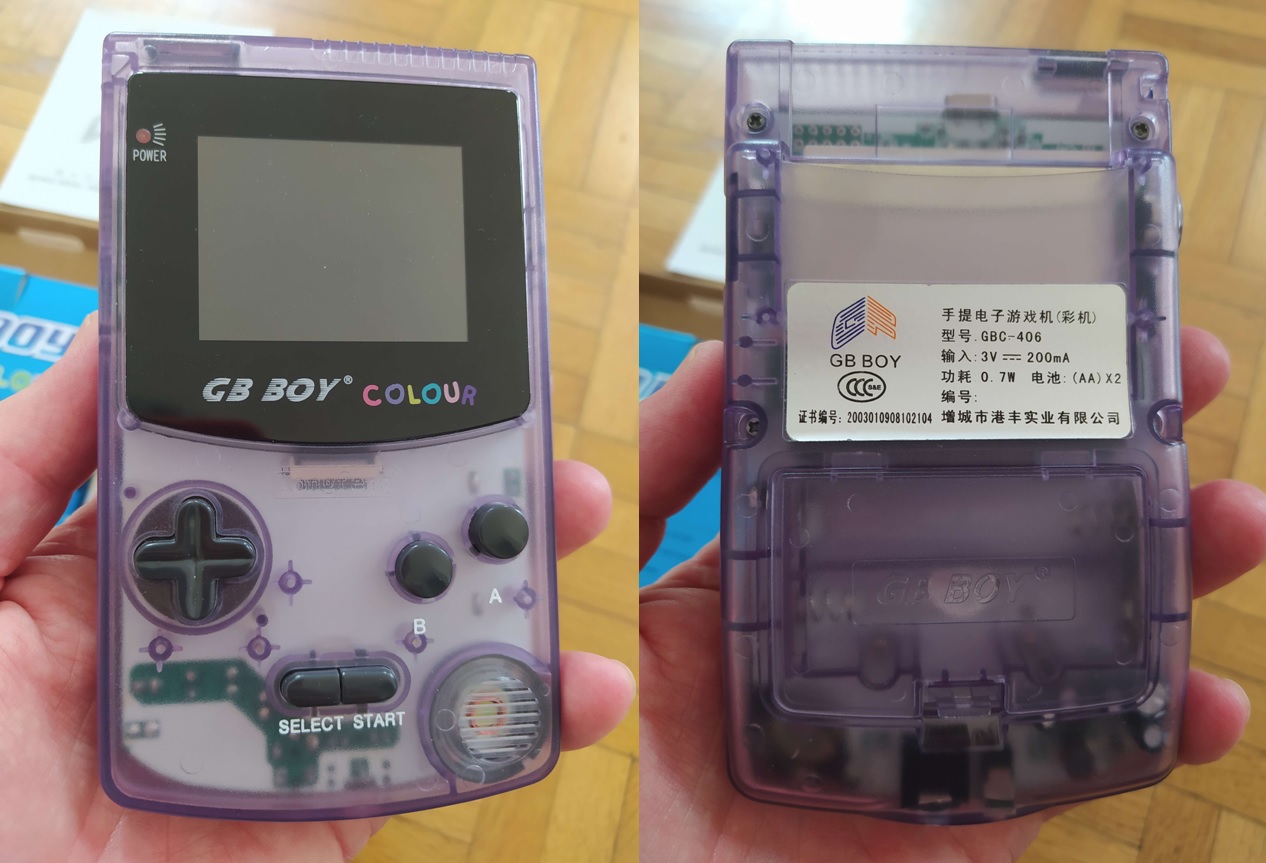 POWER
GB BOY® COLOUR
A
B
SELECT START
GB BOY
CCC S&E
手提电子游戏机(彩机)
型号.GBC-406
输入:3V ⎓ 200mA
功耗 0.7W 电池:(AA)X2
编号:
证书编号:2003010908102104 增城市港丰实业有限公司
GB BOY®